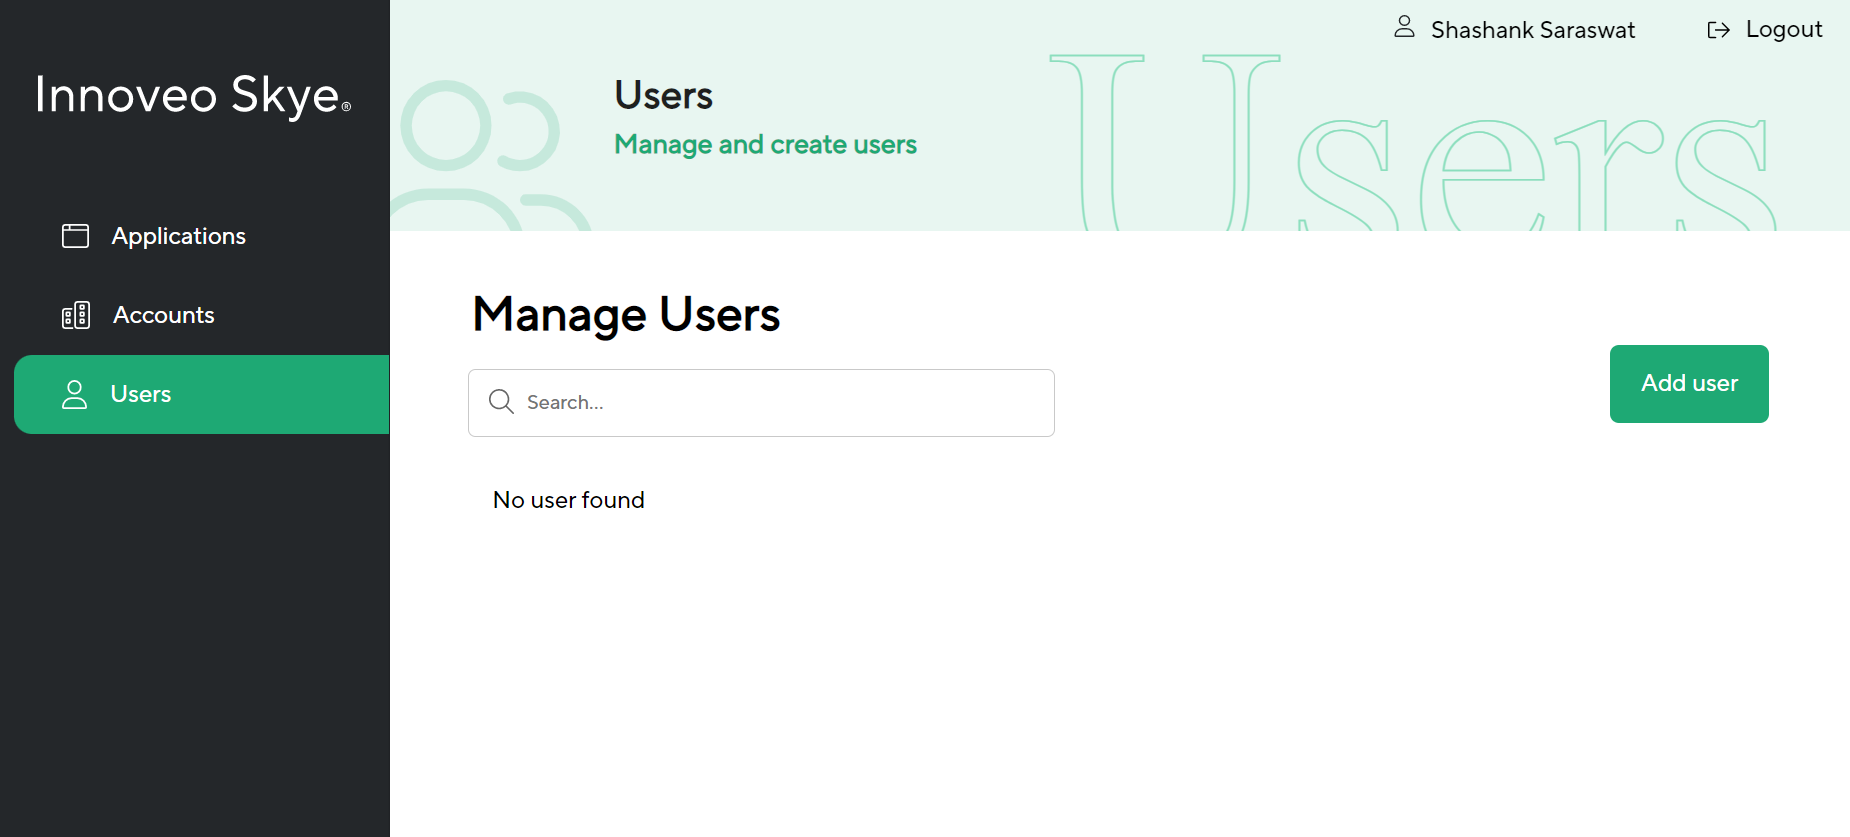 Innoveo Skye®
Applications
Accounts
Users
Shashank Saraswat
Logout
Users
Manage and create users
Users
Manage Users
Search...
Add user
No user found